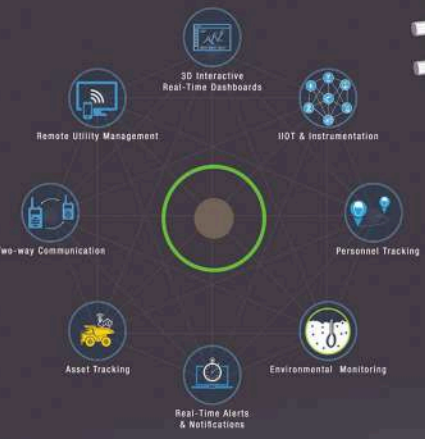 3D Interactive
Real-Time Dashboards
Remote Utility Management
IIOT & Instrumentation
Two-way Communication
Personnel Tracking
Asset Tracking
Environmental Monitoring
Real-Time Alerts
& Notifications